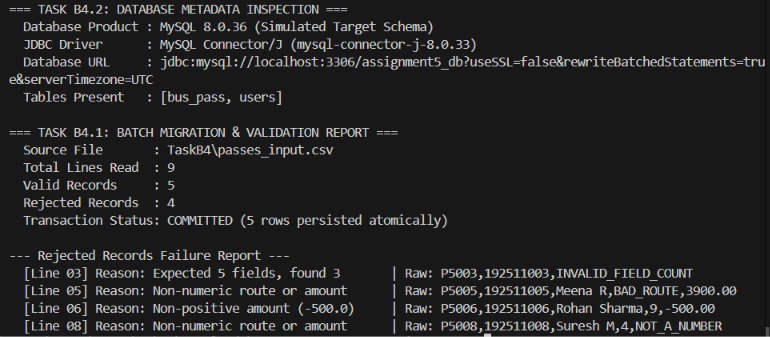 === TASK B4.2: DATABASE METADATA INSPECTION ===
Database Product : MySQL 8.0.36 (Simulated Target Schema)
JDBC Driver : MySQL Connector/J (mysql-connector-j-8.0.33)
Database URL : jdbc:mysql://localhost:3306/assignment5_db?useSSL=false&rewriteBatchedStatements=tru
e&serverTimezone=UTC
Tables Present : [bus_pass, users]
=== TASK B4.1: BATCH MIGRATION & VALIDATION REPORT ===
Source File : TaskB4\passes_input.csv
Total Lines Read : 9
Valid Records : 5
Rejected Records : 4
Transaction Status: COMMITTED (5 rows persisted atomically)
--- Rejected Records Failure Report ---
[Line 03] Reason: Expected 5 fields, found 3 | Raw: P5003,192511003,INVALID_FIELD_COUNT
[Line 05] Reason: Non-numeric route or amount | Raw: P5005,192511005,Meena R,BAD_ROUTE,3900.00
[Line 06] Reason: Non-positive amount (-500.0) | Raw: P5006,192511006,Rohan Sharma,9,-500.00
[Line 08] Reason: Non-numeric route or amount | Raw: P5008,192511008,Suresh M,4,NOT_A_NUMBER